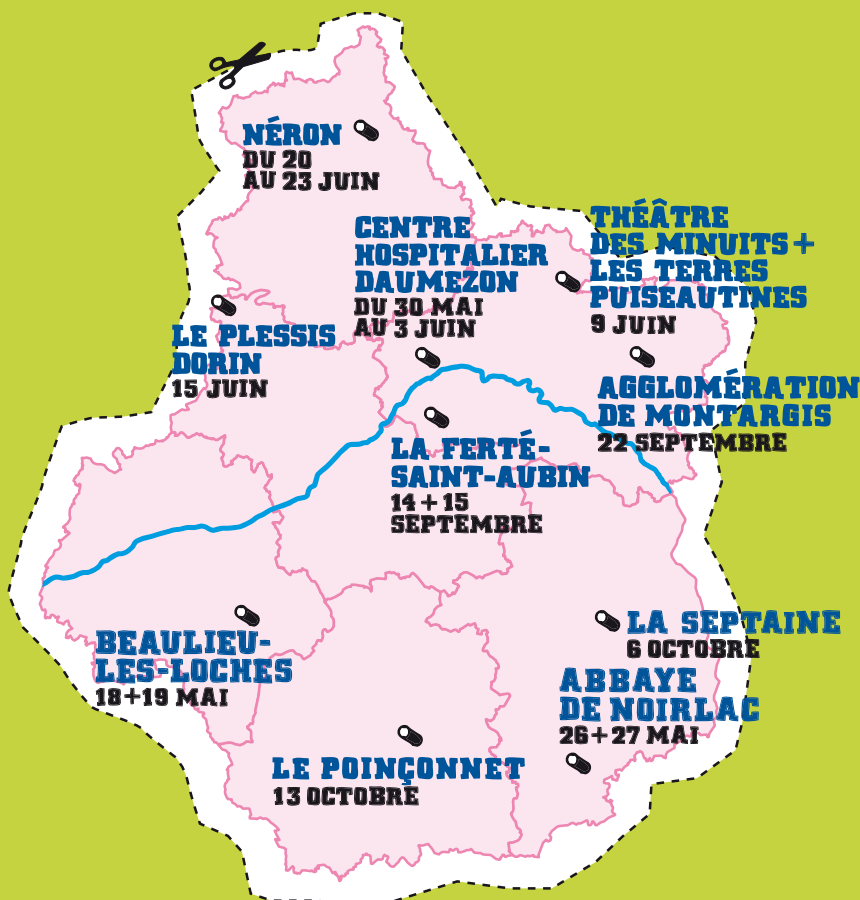 NÉRON
DU 20
AU 23 JUIN
CENTRE
HOSPITALIER
DAUMEZON
DU 30 MAI
AU 3 JUIN
THÉÂTRE
DES MINUITS+
LES TERRES
PUISEAUTINES
9 JUIN
LE PLESSIS
DORIN
15 JUIN
AGGLOMÉRATION
DE MONTARGIS
22 SEPTEMBRE
LA FERTÉ-
SAINT-AUBIN
14 + 15
SEPTEMBRE
BEAULIEU-
LES-LOCHES
18+19 MAI
LA SEPTAINE
6 OCTOBRE
ABBAYE
DE NOIRLAC
26+27 MAI
LE POINÇONNET
13 OCTOBRE